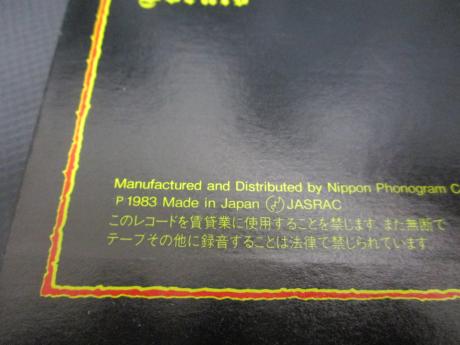 Manufactured and Distributed by Nippon Phonogram C
P 1983 Made in Japan JASRAC
このレコードを賃貸業に使用することを禁じます。また無断で
テープその他に録音することは法律で禁じられています。